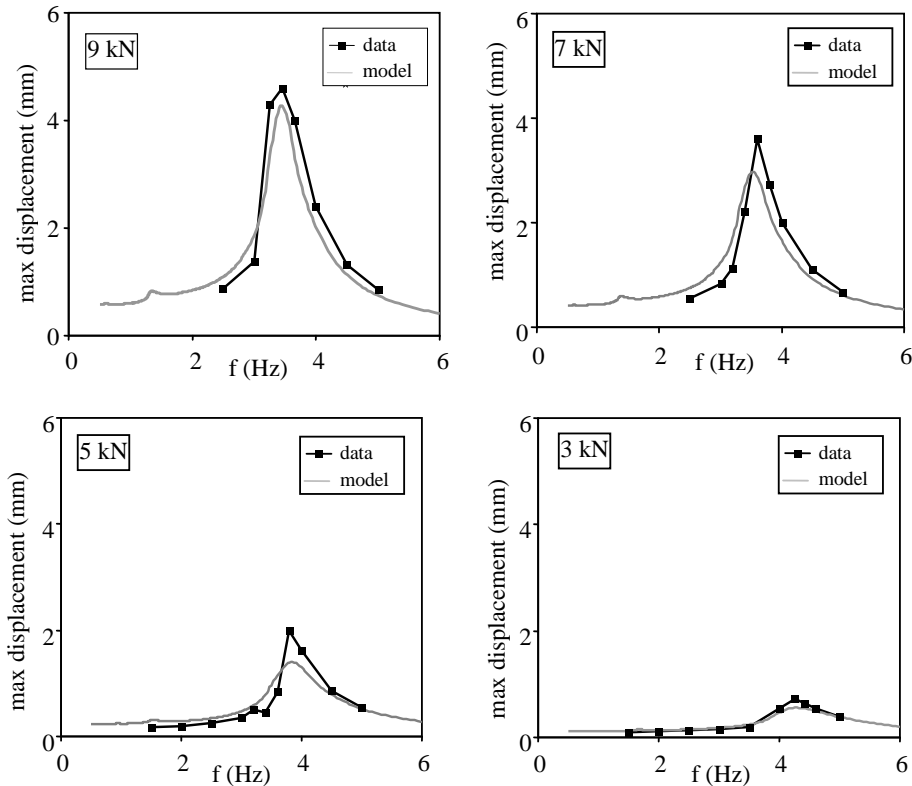 6
9 kN
data
model
max displacement (mm)
4
2
0
0
2
4
6
f (Hz)
6
7 kN
data
model
max displacement (mm)
4
2
0
0
2
4
6
f (Hz)
6
5 kN
data
model
max displacement (mm)
4
2
0
0
2
4
6
f (Hz)
6
3 kN
data
model
max displacement (mm)
4
2
0
0
2
4
6
f (Hz)